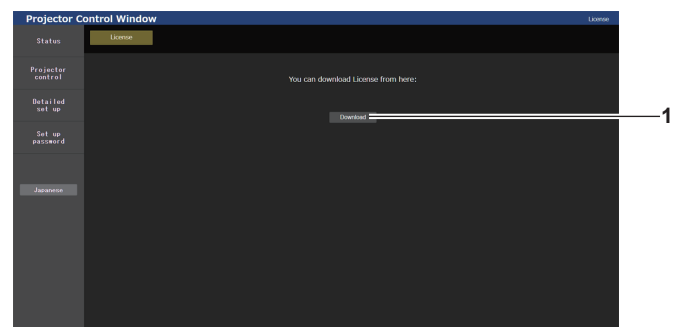 Projector Control Window
License
Status
License
Projector
control
You can download License from here:
Detailed
set up
Download
1
Set up
password
Japanese